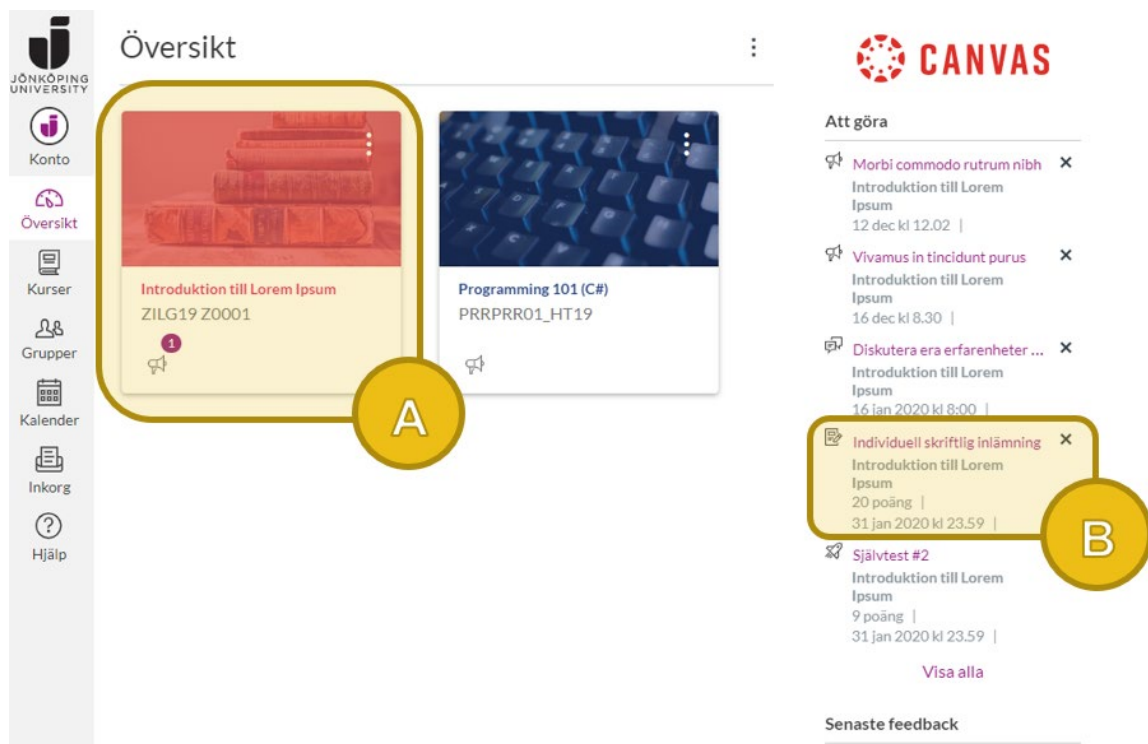 JÖNKÖPING
UNIVERSITY
Konto
Översikt
Kurser
Grupper
Kalender
Inkorg
Hjälp
Översikt
Introduktion till Lorem Ipsum
ZILG19 Z0001
1
A
Programming 101 (C#)
PRRPRR01_HT19
CANVAS
Att göra
Morbi commodo rutrum nibh
Introduktion till Lorem
Ipsum
12 dec kl 12.02 |
Vivamus in tincidunt purus
Introduktion till Lorem
Ipsum
16 dec kl 8.30 |
Diskutera era erfarenheter ...
Introduktion till Lorem
Ipsum
16 jan 2020 kl 8:00 |
Individuell skriftlig inlämning
Introduktion till Lorem
Ipsum
20 poäng |
31 jan 2020 kl 23.59 |
B
Självtest #2
Introduktion till Lorem
Ipsum
9 poäng |
31 jan 2020 kl 23.59 |
Visa alla
Senaste feedback